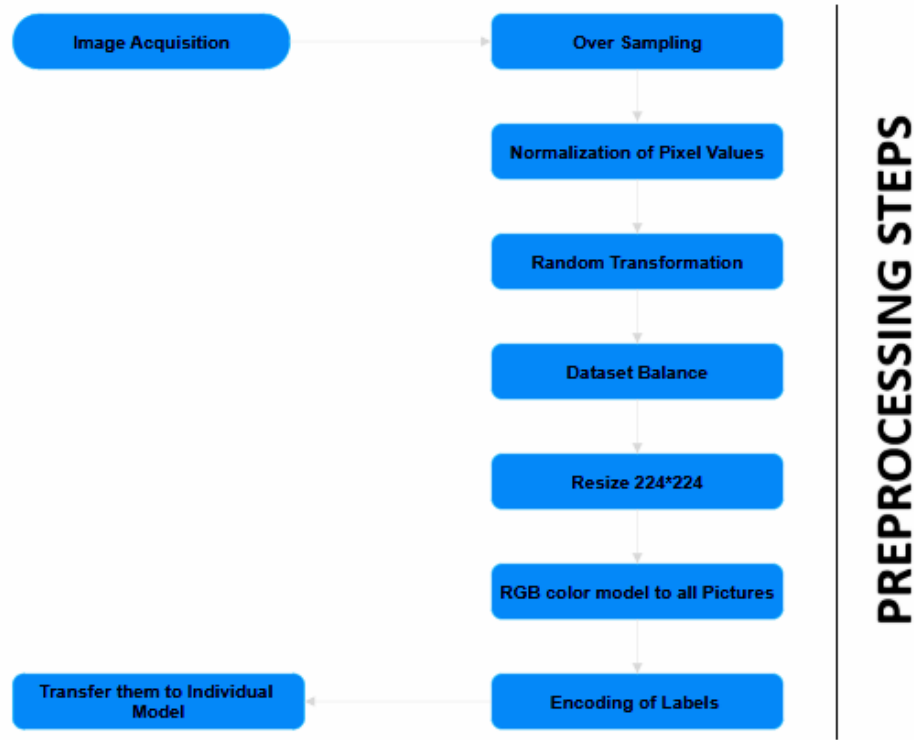 Image Acquisition
Over Sampling
Normalization of Pixel Values
Random Transformation
Dataset Balance
Resize 224*224
RGB color model to all Pictures
Encoding of Labels
Transfer them to Individual
Model
PREPROCESSING STEPS